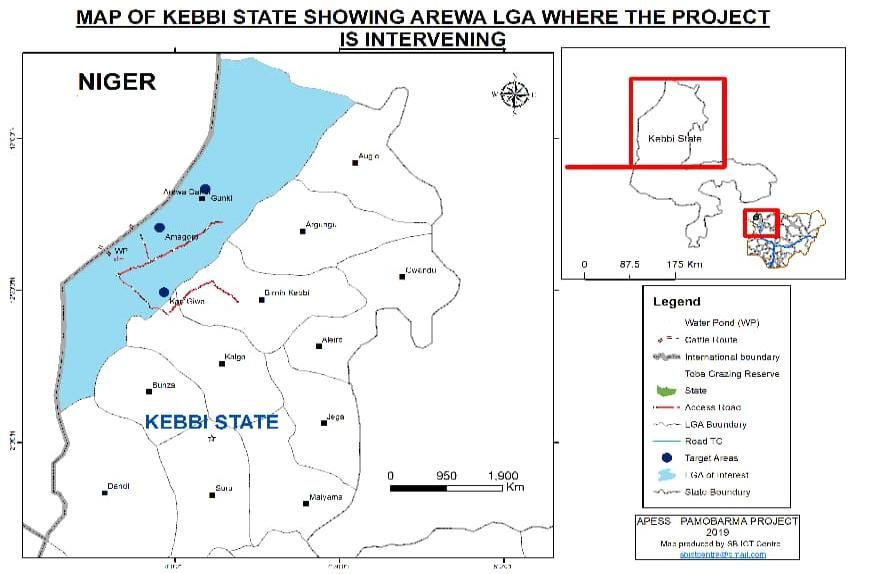 MAP OF KEBBI STATE SHOWING AREWA LGA WHERE THE PROJECT
IS INTERVENING
NIGER
Augio
Arewa Dandi
Gunki
Argungu
Amagoro
WP
Gwandu
Kan Giwa
Birnin Kebbi
Aleiro
Kalgo
Bunza
KEBBI STATE
Jega
Dandi
Suru
Maiyama
0 950 1,900
Km
Kebbi State
0 87.5 175 Km
Legend
Water Pond (WP)
Cattle Route
International boundary
Toba Grazing Reserve
State
Access Road
LGA Boundary
Road TC
Target Areas
LGA of Interest
State Boundary
APESS PAMOBARMA PROJECT
2019
Map produced by SB ICT Centre